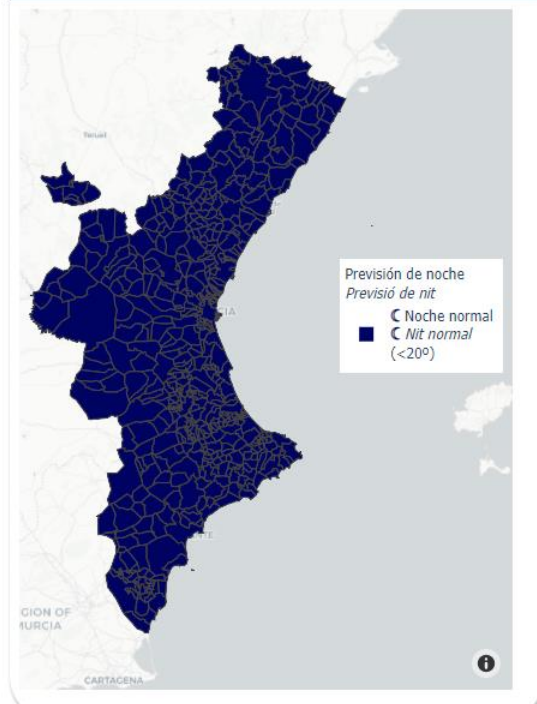 Teruel
Previsión de noche
Previsió de nit
☾ Noche normal
☾ Nit normal
(<20º)
GION OF
MURCIA
CARTAGENA